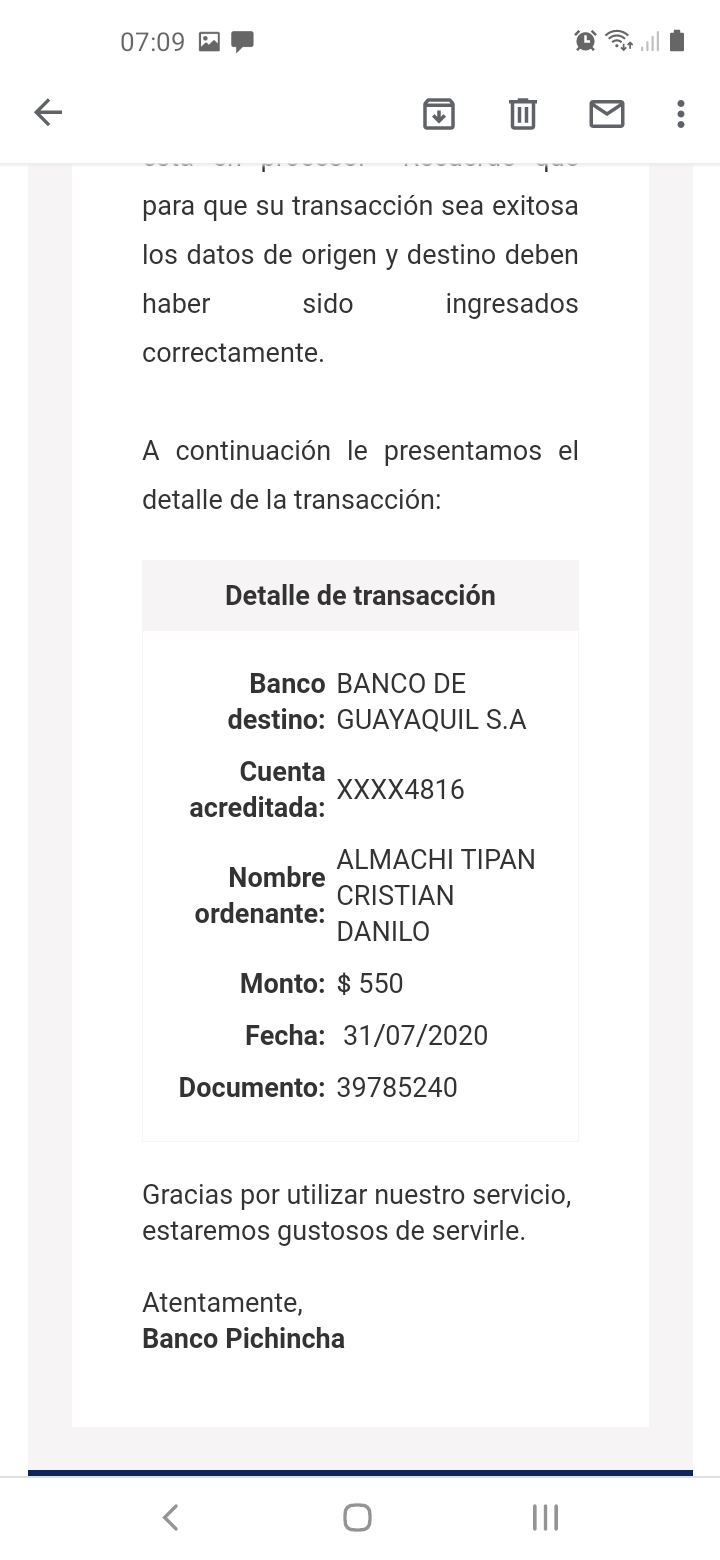 07:09
para que su transacción sea exitosa
los datos de origen y destino deben
haber sido ingresados
correctamente.
A continuación le presentamos el
detalle de la transacción:
Detalle de transacción
Banco destino: BANCO DE GUAYAQUIL S.A
Cuenta acreditada: XXXX4816
Nombre ordenante: ALMACHI TIPAN CRISTIAN DANILO
Monto: $ 550
Fecha: 31/07/2020
Documento: 39785240
Gracias por utilizar nuestro servicio,
estaremos gustosos de servirle.
Atentamente,
Banco Pichincha